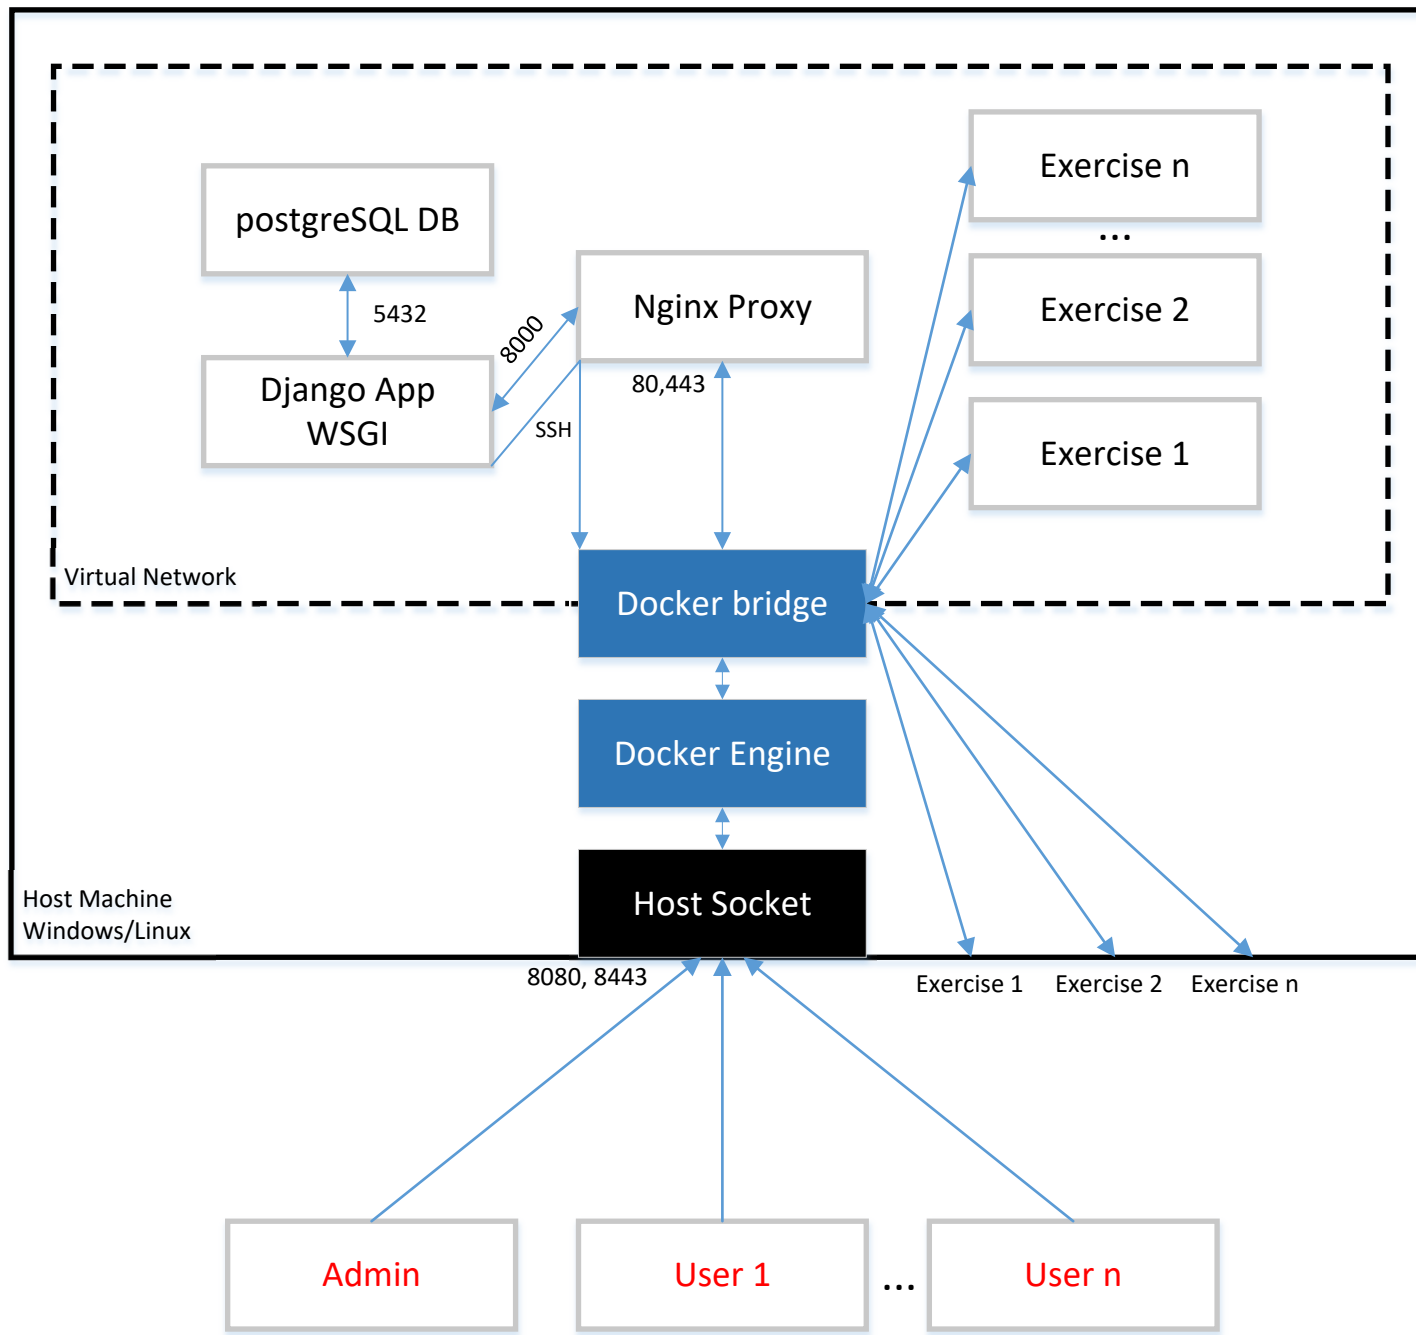 Exercise n
...
postgreSQL DB
Exercise 2
Nginx Proxy
5432
8000
80,443
Django App
WSGI
SSH
Exercise 1
Virtual Network
Docker bridge
Docker Engine
Host Machine
Windows/Linux
Host Socket
8080, 8443
Exercise 1
Exercise 2
Exercise n
Admin
User 1
...
User n